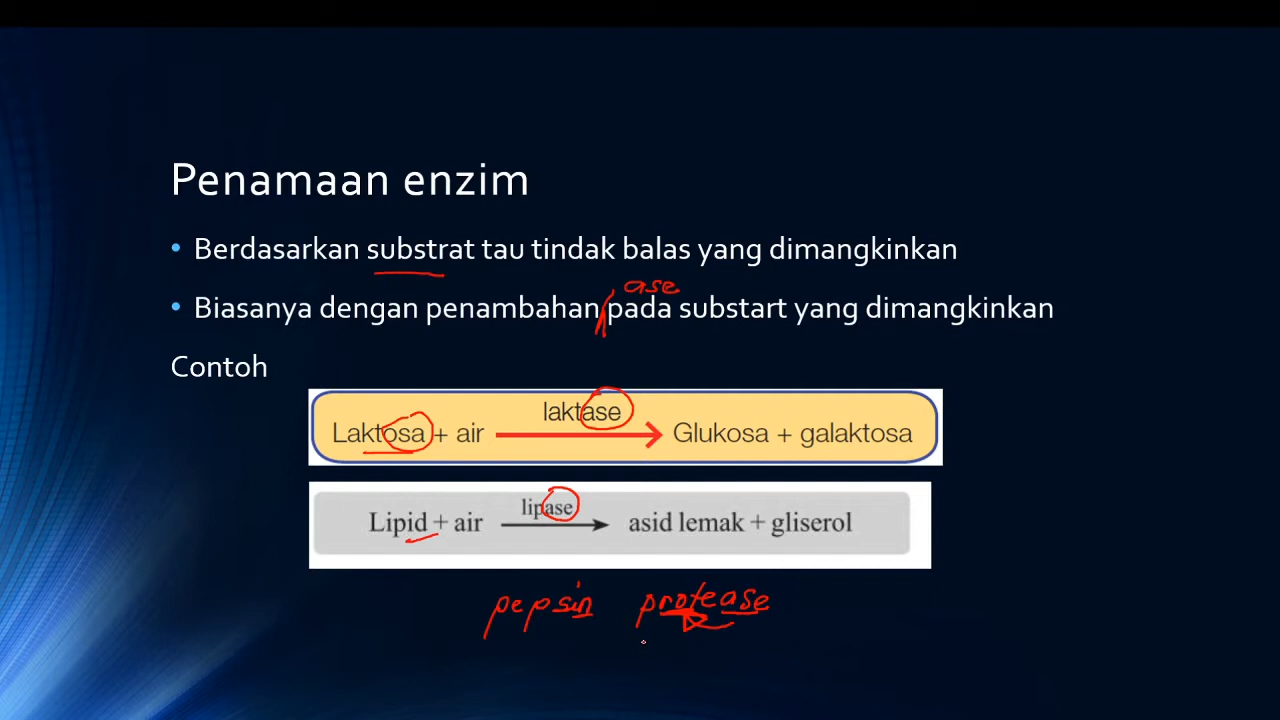 Penamaan enzim
• Berdasarkan substrat tau tindak balas yang dimangkinkan
ase
• Biasanya dengan penambahan pada substart yang dimangkinkan
Contoh
laktase
Laktosa + air → Glukosa + galaktosa
lipase
Lipid + air → asid lemak + gliserol
pepsin protease